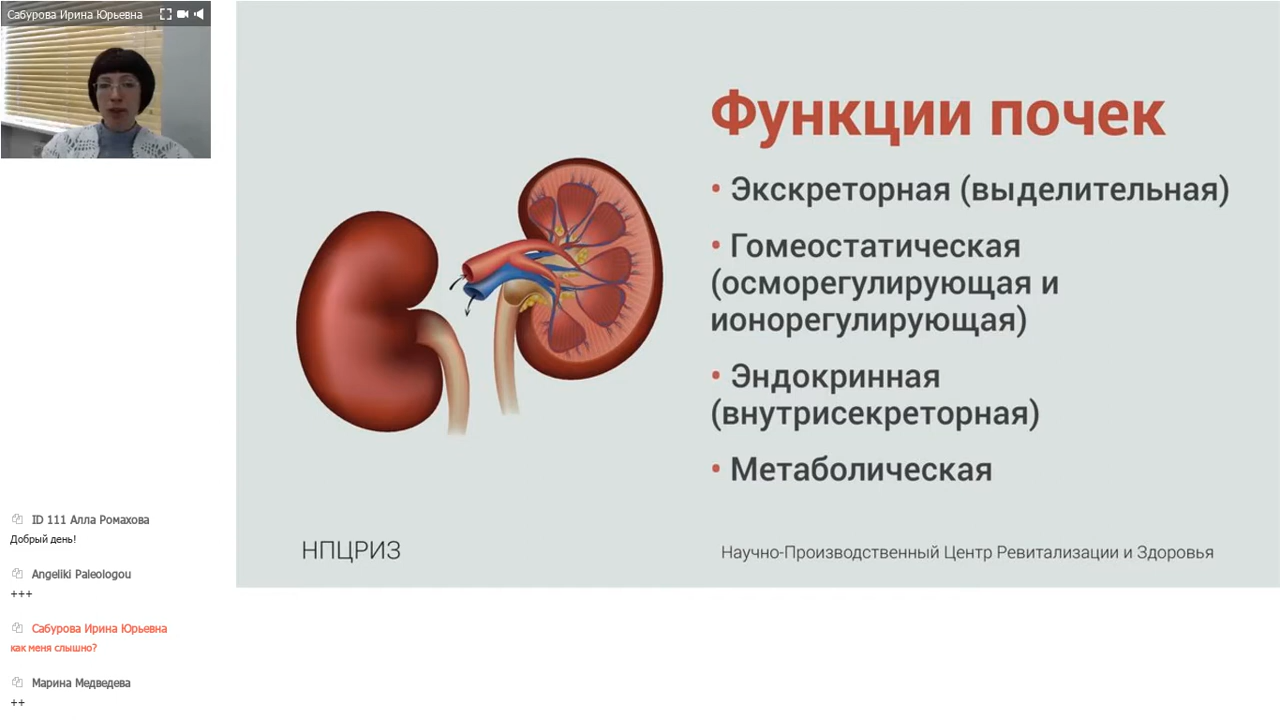 Сабурова Ирина Юрьевна
Функции почек
• Экскреторная (выделительная)
• Гомеостатическая
(осморегулирующая и
ионорегулирующая)
• Эндокринная
(внутрисекреторная)
• Метаболическая
НПЦРИЗ
Научно-Производственный Центр Ревитализации и Здоровья
ID 111 Алла Ромахова
Добрый день!
Angeliki Paleologou
+++
Сабурова Ирина Юрьевна
как меня слышно?
Марина Медведева
++